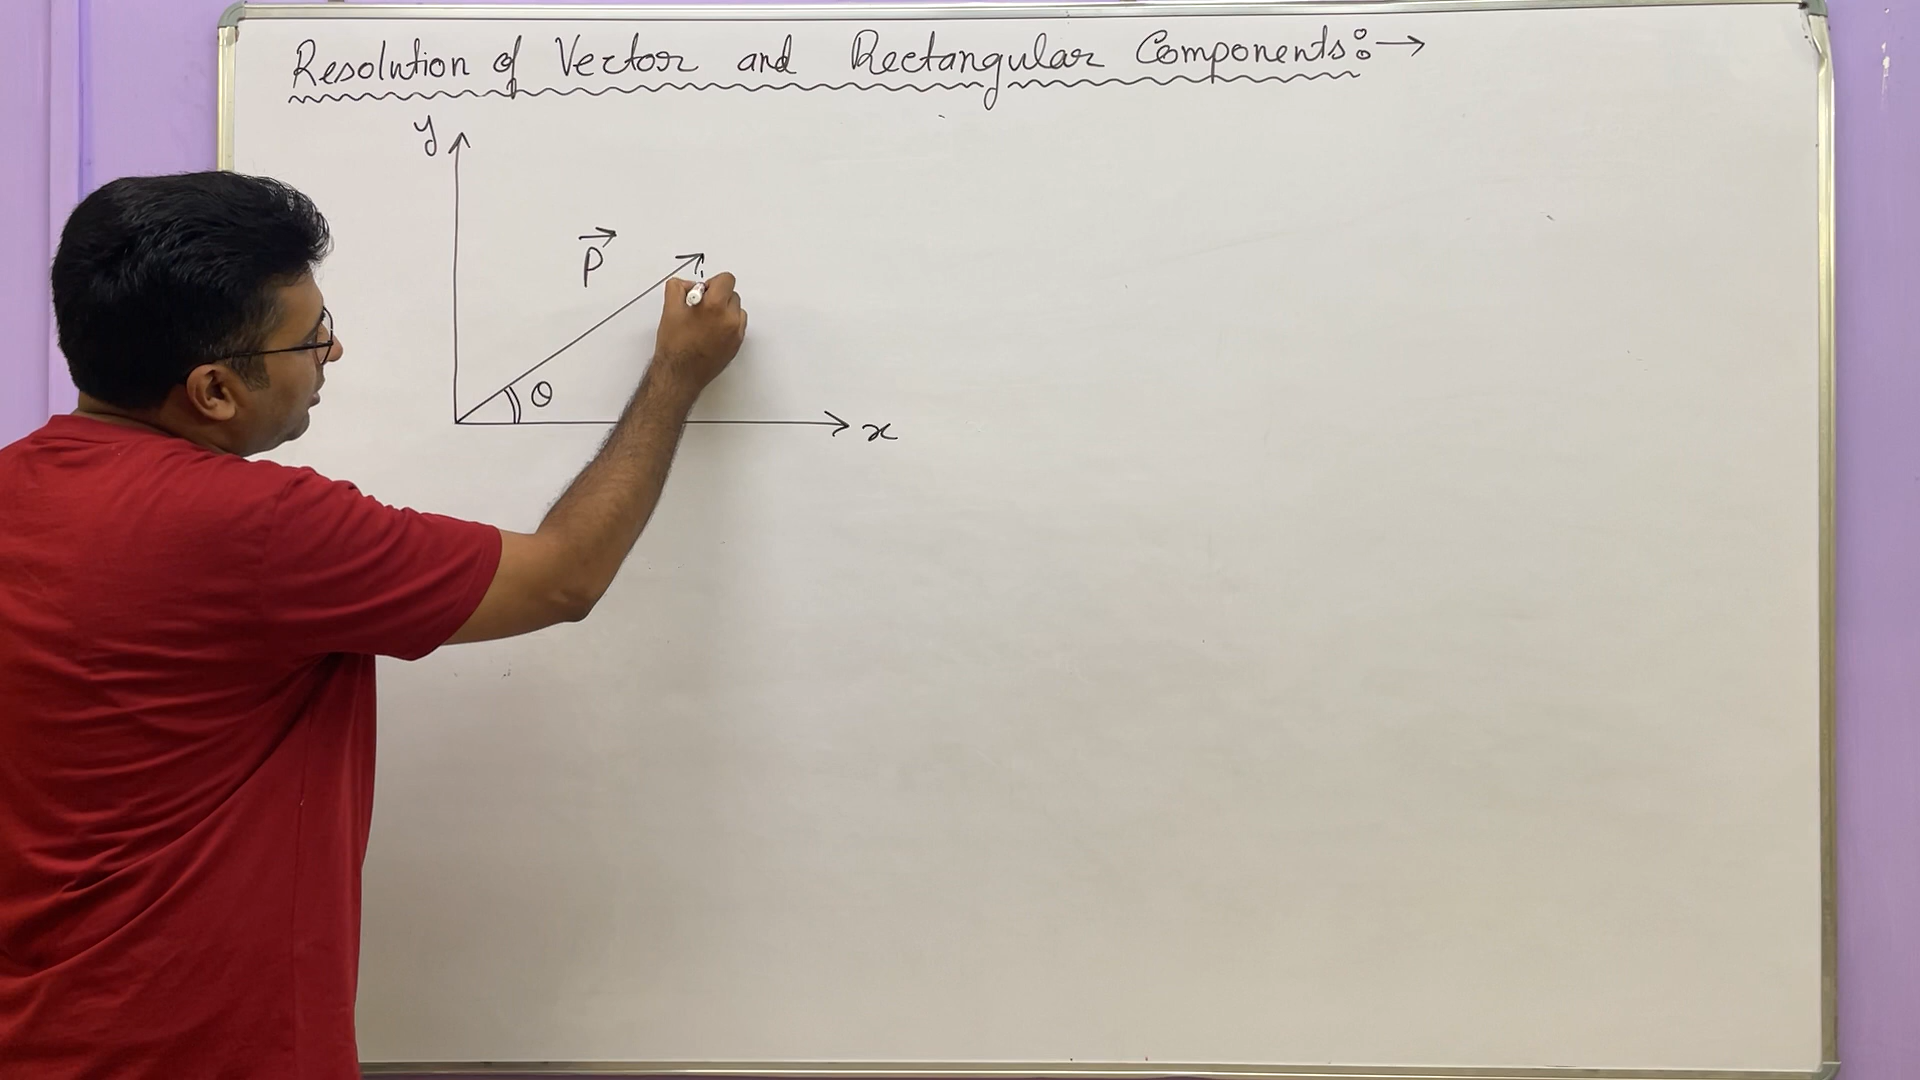 Resolution of Vector and Rectangular Components:→
y
P⃗
θ
x